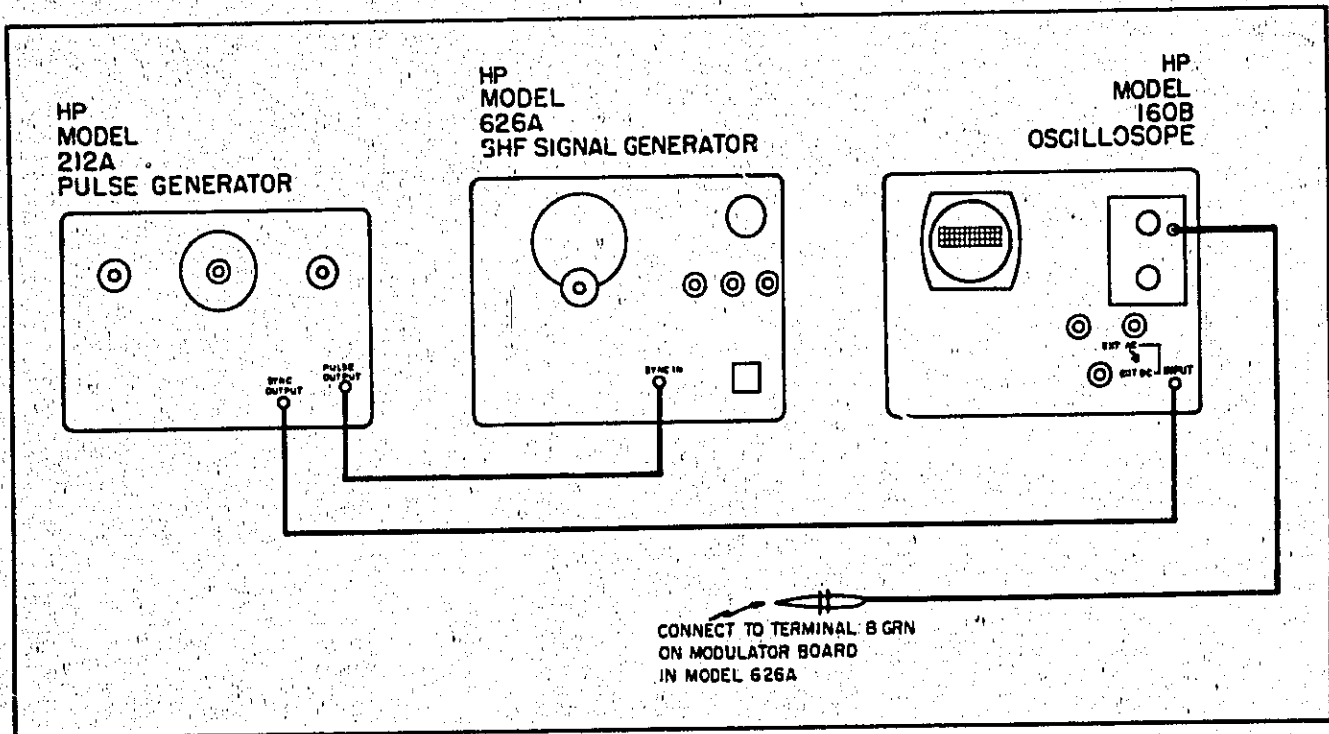 HP
MODEL
212A
PULSE GENERATOR
HP
MODEL
626A
SHF SIGNAL GENERATOR
HP
MODEL
160B
OSCILLOSOPE
SYNC
OUTPUT
PULSE
OUTPUT
SYNC IN
EXT AC
EXT DC
INPUT
CONNECT TO TERMINAL 8 GRN
ON MODULATOR BOARD
IN MODEL 626A